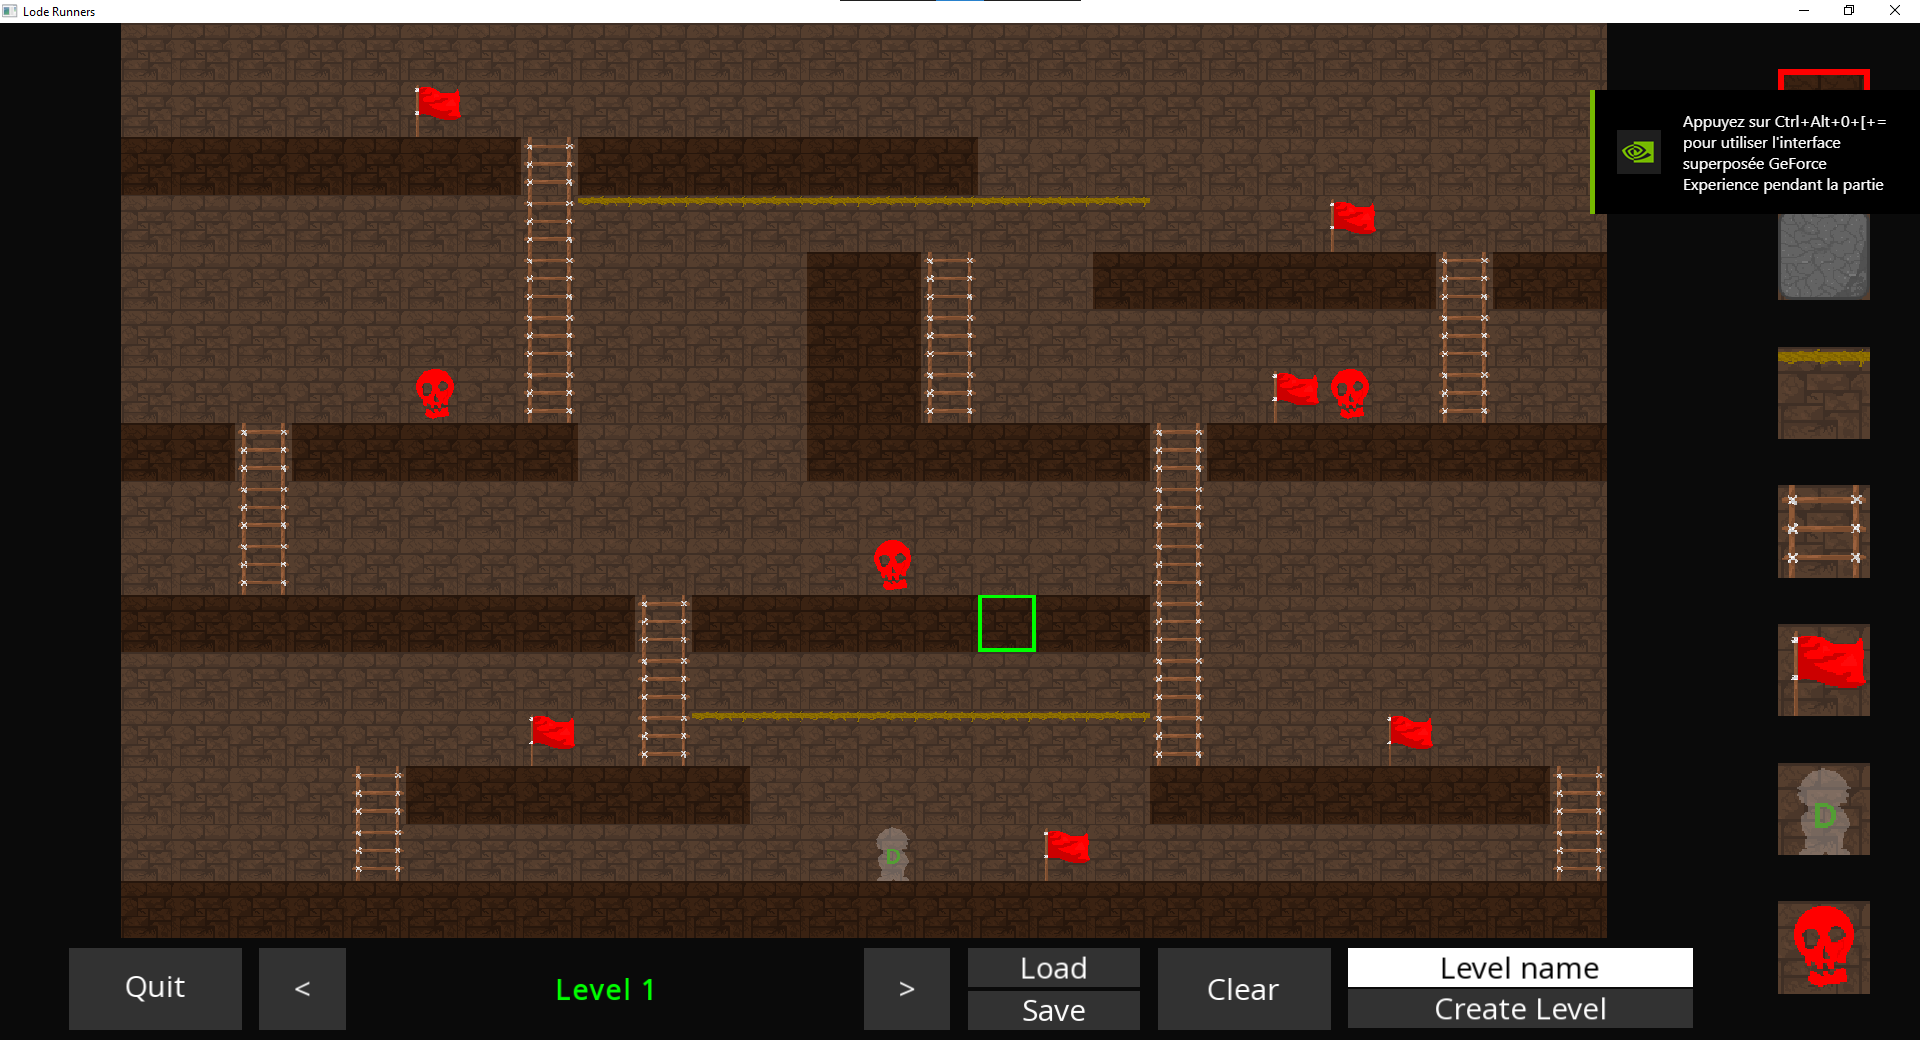 Lode Runners
Appuyez sur Ctrl+Alt+0+[+=
pour utiliser l'interface
superposée GeForce
Experience pendant la partie
D
D
Quit
<
Level 1
>
Load
Save
Clear
Level name
Create Level